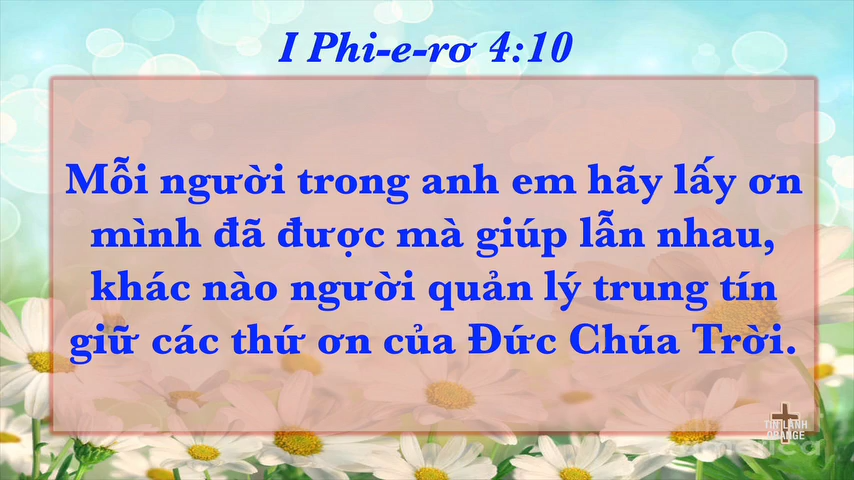 I Phi-e-rơ 4:10
Mỗi người trong anh em hãy lấy ơn
mình đã được mà giúp lẫn nhau,
khác nào người quản lý trung tín
giữ các thứ ơn của Đức Chúa Trời.
TIN LÀNH
ORANGE